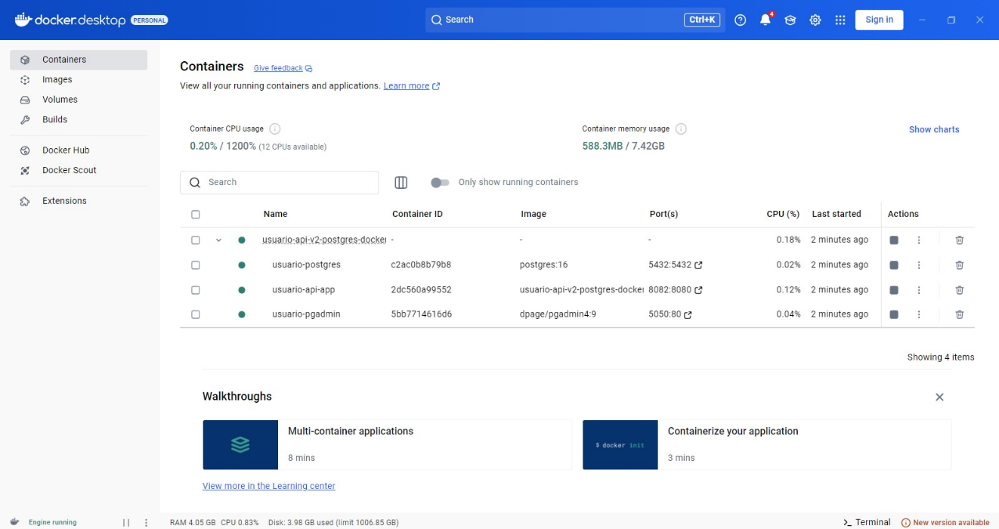 docker.desktop PERSONAL
Search Ctrl+K
4
Sign in
Containers
Images
Volumes
Builds
Docker Hub
Docker Scout
Extensions
Containers Give feedback
View all your running containers and applications. Learn more
Container CPU usage
0.20% / 1200% (12 CPUs available)
Container memory usage
588.3MB / 7.42GB
Show charts
Search
Only show running containers
Name Container ID Image Port(s) CPU (%) Last started Actions
usuario-api-v2-postgres-docker - - - 0.18% 2 minutes ago
usuario-postgres c2ac0b8b79b8 postgres:16 5432:5432 0.02% 2 minutes ago
usuario-api-app 2dc560a99552 usuario-api-v2-postgres-docker 8082:8080 0.12% 2 minutes ago
usuario-pgadmin 5bb7714616d6 dpage/pgadmin4:9 5050:80 0.04% 2 minutes ago
Showing 4 items
Walkthroughs
Multi-container applications
8 mins
$ docker init
Containerize your application
3 mins
View more in the Learning center
Engine running
RAM 4.05 GB CPU 0.83% Disk: 3.98 GB used (limit 1006.85 GB)
>_ Terminal
New version available